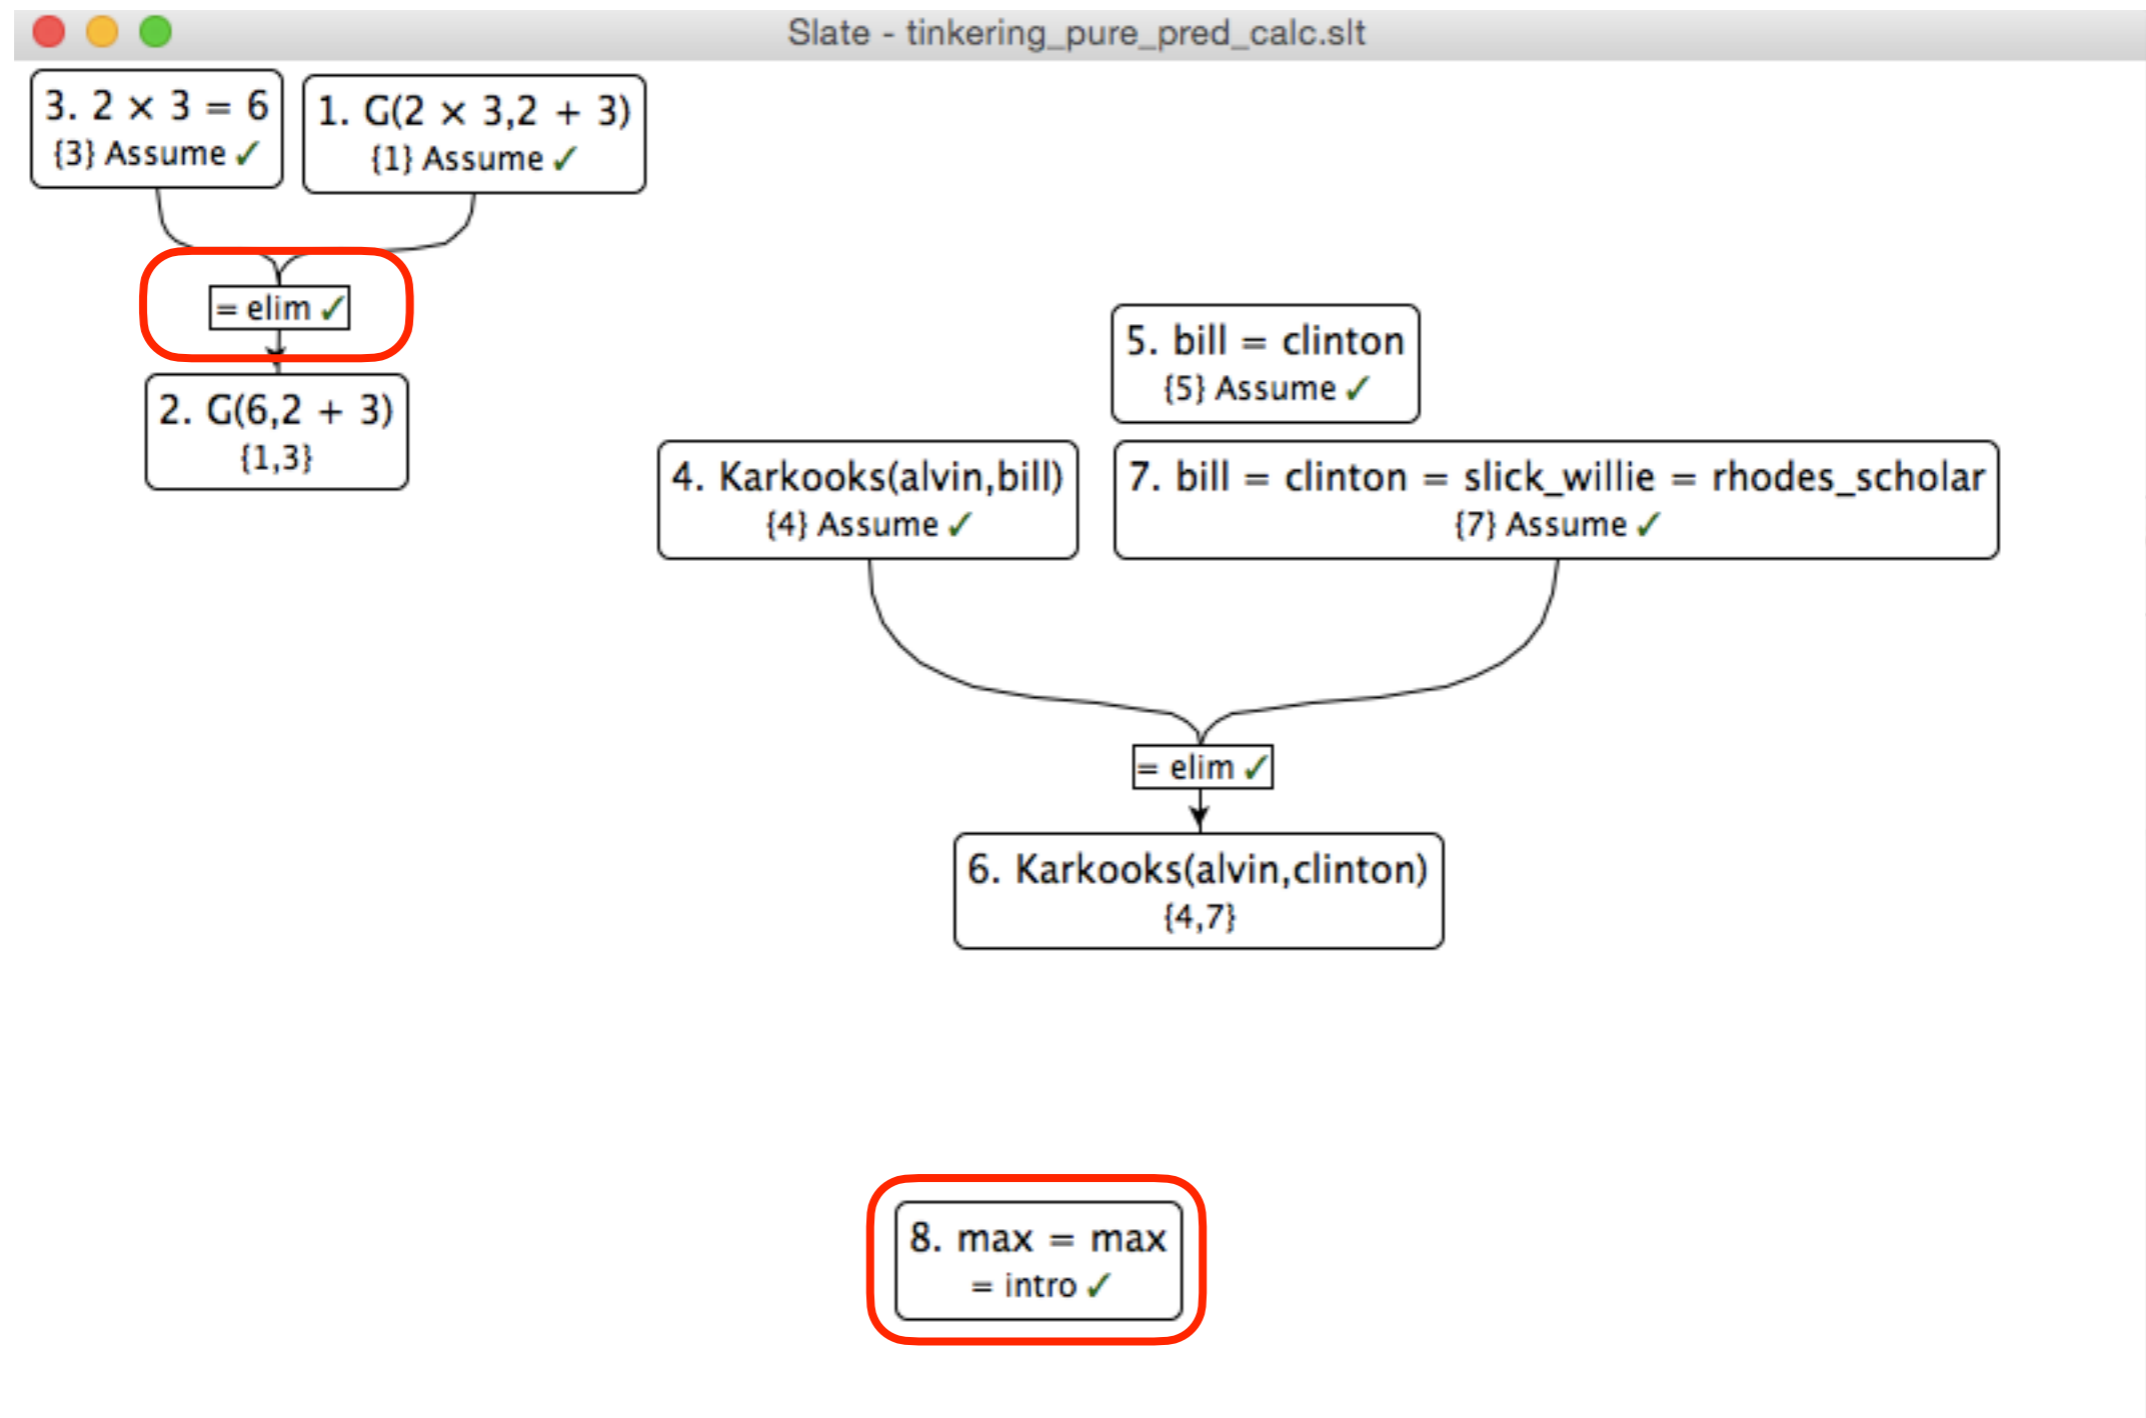 Slate - tinkering_pure_pred_calc.slt
3. 2 × 3 = 6
{3} Assume ✓
1. G(2 × 3,2 + 3)
{1} Assume ✓
= elim ✓
2. G(6,2 + 3)
{1,3}
5. bill = clinton
{5} Assume ✓
4. Karkooks(alvin,bill)
{4} Assume ✓
7. bill = clinton = slick_willie = rhodes_scholar
{7} Assume ✓
= elim ✓
6. Karkooks(alvin,clinton)
{4,7}
8. max = max
= intro ✓